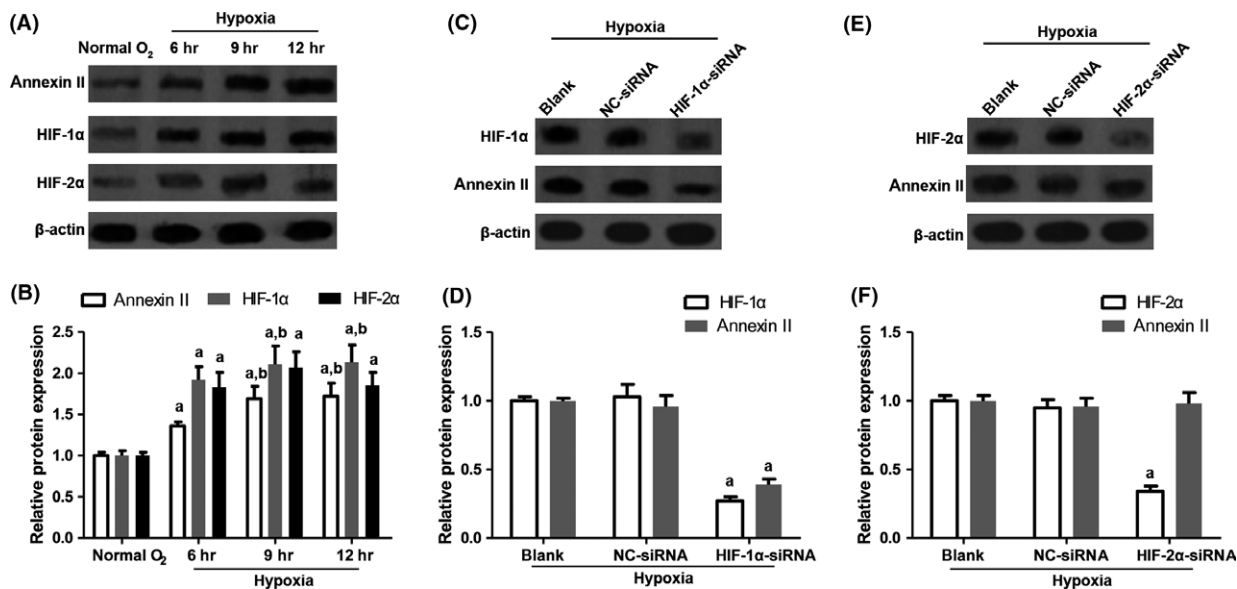 (A)
Hypoxia
Normal O2 6 hr 9 hr 12 hr
Annexin II
HIF-1α
HIF-2α
β-actin
(B)
Annexin II HIF-1α HIF-2α
Relative protein expression
2.5
2.0
1.5
1.0
0.5
0.0
a
a
a
a,b
a,b
a
a,b
a,b
a
Normal O2 6 hr 9 hr 12 hr
Hypoxia
(C)
Hypoxia
Blank NC-siRNA HIF-1α-siRNA
HIF-1α
Annexin II
β-actin
(D)
HIF-1α
Annexin II
Relative protein expression
1.5
1.0
0.5
0.0
a
a
Blank NC-siRNA HIF-1α-siRNA
Hypoxia
(E)
Hypoxia
Blank NC-siRNA HIF-2α-siRNA
HIF-2α
Annexin II
β-actin
(F)
HIF-2α
Annexin II
Relative protein expression
1.5
1.0
0.5
0.0
a
Blank NC-siRNA HIF-2α-siRNA
Hypoxia